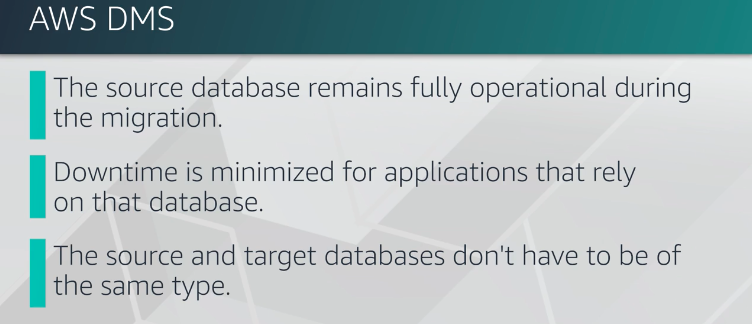 AWS DMS
The source database remains fully operational during
the migration.
Downtime is minimized for applications that rely
on that database.
The source and target databases don't have to be of
the same type.